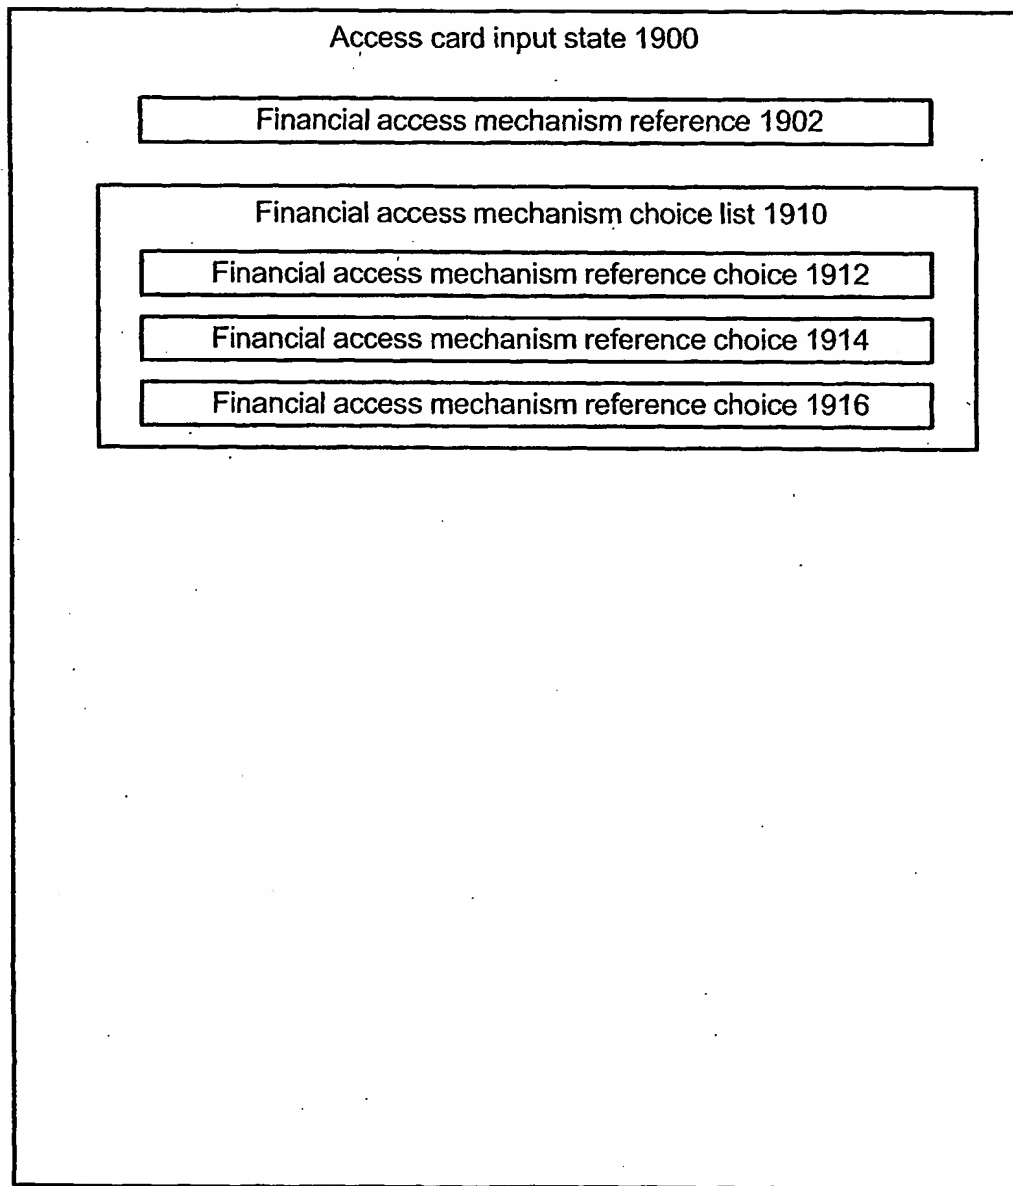 Access card input state 1900
Financial access mechanism reference 1902
Financial access mechanism choice list 1910
Financial access mechanism reference choice 1912
Financial access mechanism reference choice 1914
Financial access mechanism reference choice 1916